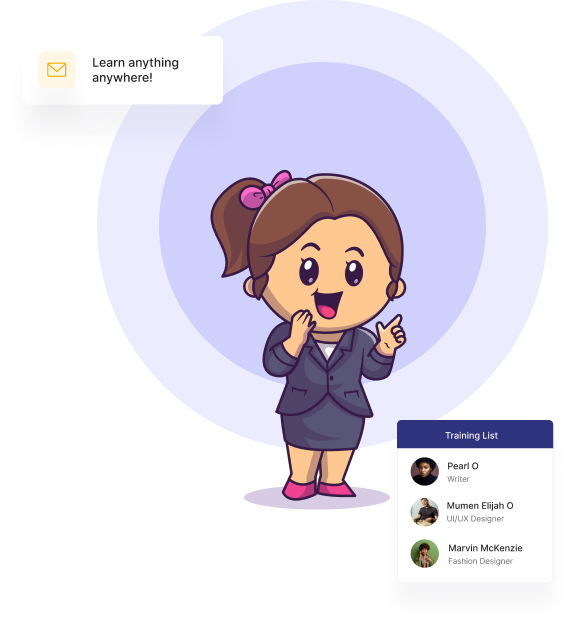 Learn anything
anywhere!
Training List
Pearl O
Writer
Mumen Elijah O
UI/UX Designer
Marvin McKenzie
Fashion Designer